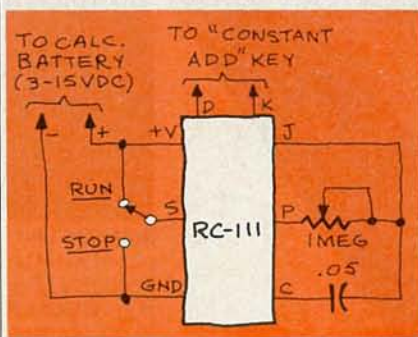 TO CALC.
BATTERY
(3-15VDC)
TO "CONSTANT
ADD" KEY
D K
- + +V J
RUN
S P
RC-111
1MEG
STOP
.05
GND C